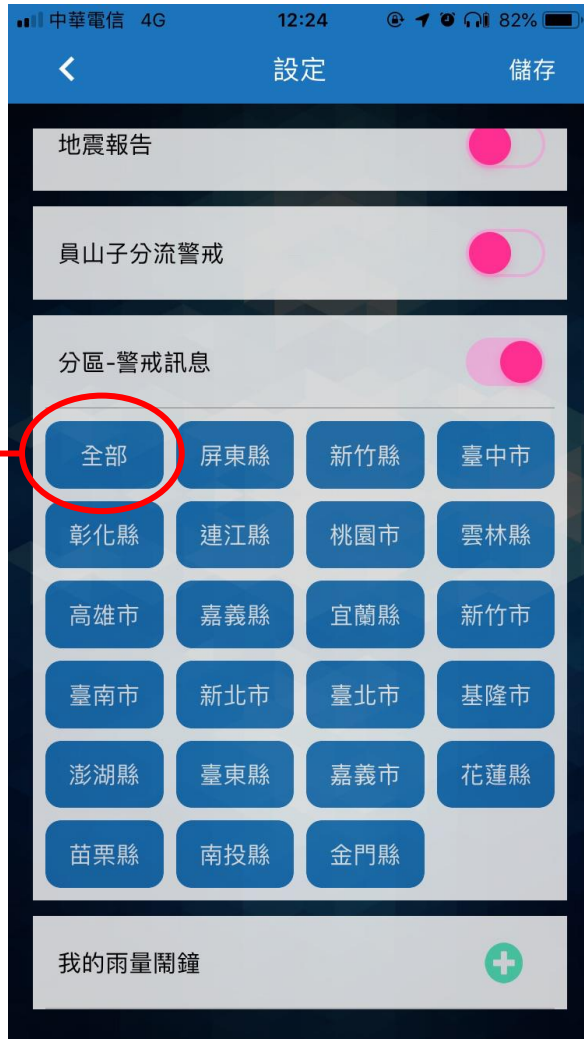 中華電信 4G 12:24 82%
設定 儲存
地震報告
員山子分流警戒
分區-警戒訊息
全部 屏東縣 新竹縣 臺中市
彰化縣 連江縣 桃園市 雲林縣
高雄市 嘉義縣 宜蘭縣 新竹市
臺南市 新北市 臺北市 基隆市
澎湖縣 臺東縣 嘉義市 花蓮縣
苗栗縣 南投縣 金門縣
我的雨量鬧鐘